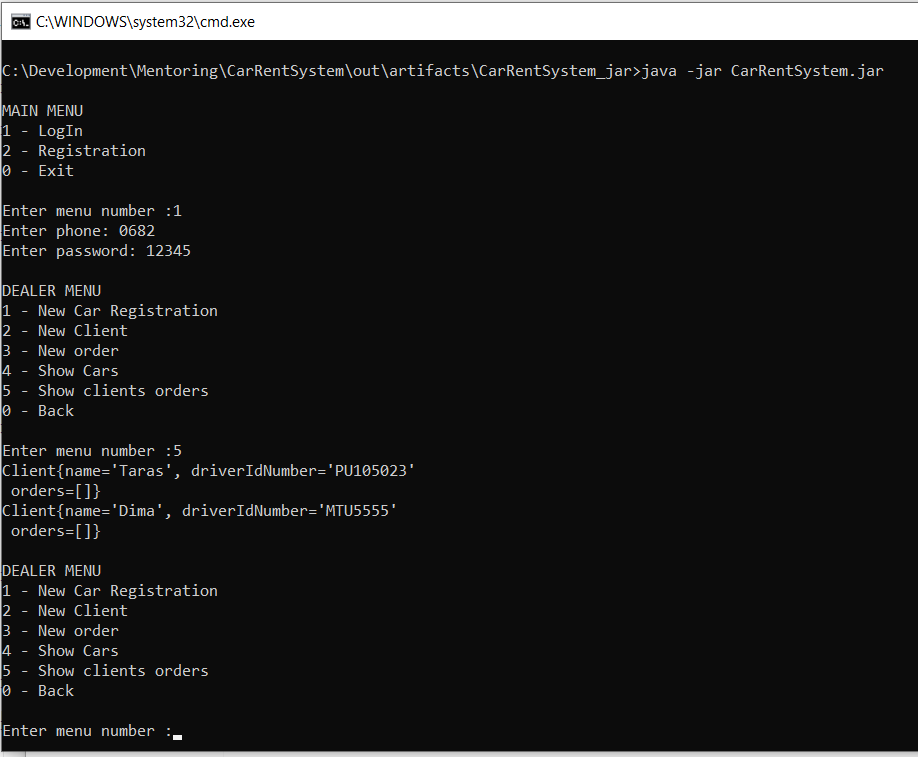 C:\WINDOWS\system32\cmd.exe
C:\Development\Mentoring\CarRentSystem\out\artifacts\CarRentSystem_jar>java -jar CarRentSystem.jar
MAIN MENU
1 - LogIn
2 - Registration
0 - Exit
Enter menu number :1
Enter phone: 0682
Enter password: 12345
DEALER MENU
1 - New Car Registration
2 - New Client
3 - New order
4 - Show Cars
5 - Show clients orders
0 - Back
Enter menu number :5
Client{name='Taras', driverIdNumber='PU105023'
 orders=[]}
Client{name='Dima', driverIdNumber='MTU5555'
 orders=[]}
DEALER MENU
1 - New Car Registration
2 - New Client
3 - New order
4 - Show Cars
5 - Show clients orders
0 - Back
Enter menu number :